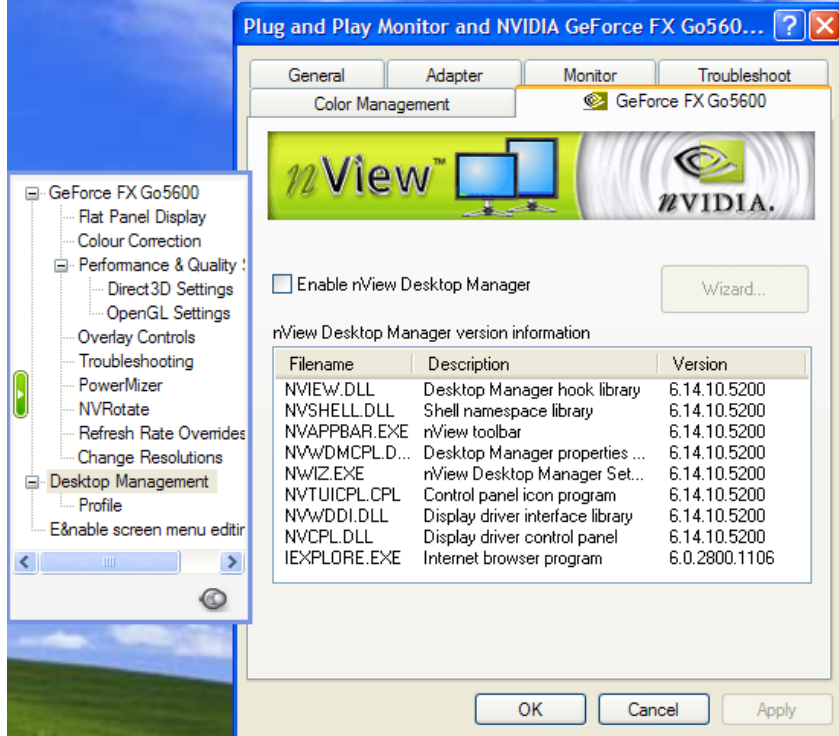 Plug and Play Monitor and NVIDIA GeForce FX Go560...
General Adapter Monitor Troubleshoot
Color Management GeForce FX Go5600
nView™ nVIDIA.
GeForce FX Go5600
Flat Panel Display
Colour Correction
Performance & Quality
Direct3D Settings
OpenGL Settings
Overlay Controls
Troubleshooting
PowerMizer
NVRotate
Refresh Rate Overrides
Change Resolutions
Desktop Management
Profile
E&nable screen menu editin
Enable nView Desktop Manager Wizard...
nView Desktop Manager version information
Filename Description Version
NVIEW.DLL Desktop Manager hook library 6.14.10.5200
NVSHELL.DLL Shell namespace library 6.14.10.5200
NVAPPBAR.EXE nView toolbar 6.14.10.5200
NVWDMCPL.D... Desktop Manager properties ... 6.14.10.5200
NWIZ.EXE nView Desktop Manager Set... 6.14.10.5200
NVTUICPL.CPL Control panel icon program 6.14.10.5200
NVWDDI.DLL Display driver interface library 6.14.10.5200
NVCPL.DLL Display driver control panel 6.14.10.5200
IEXPLORE.EXE Internet browser program 6.0.2800.1106
OK Cancel Apply